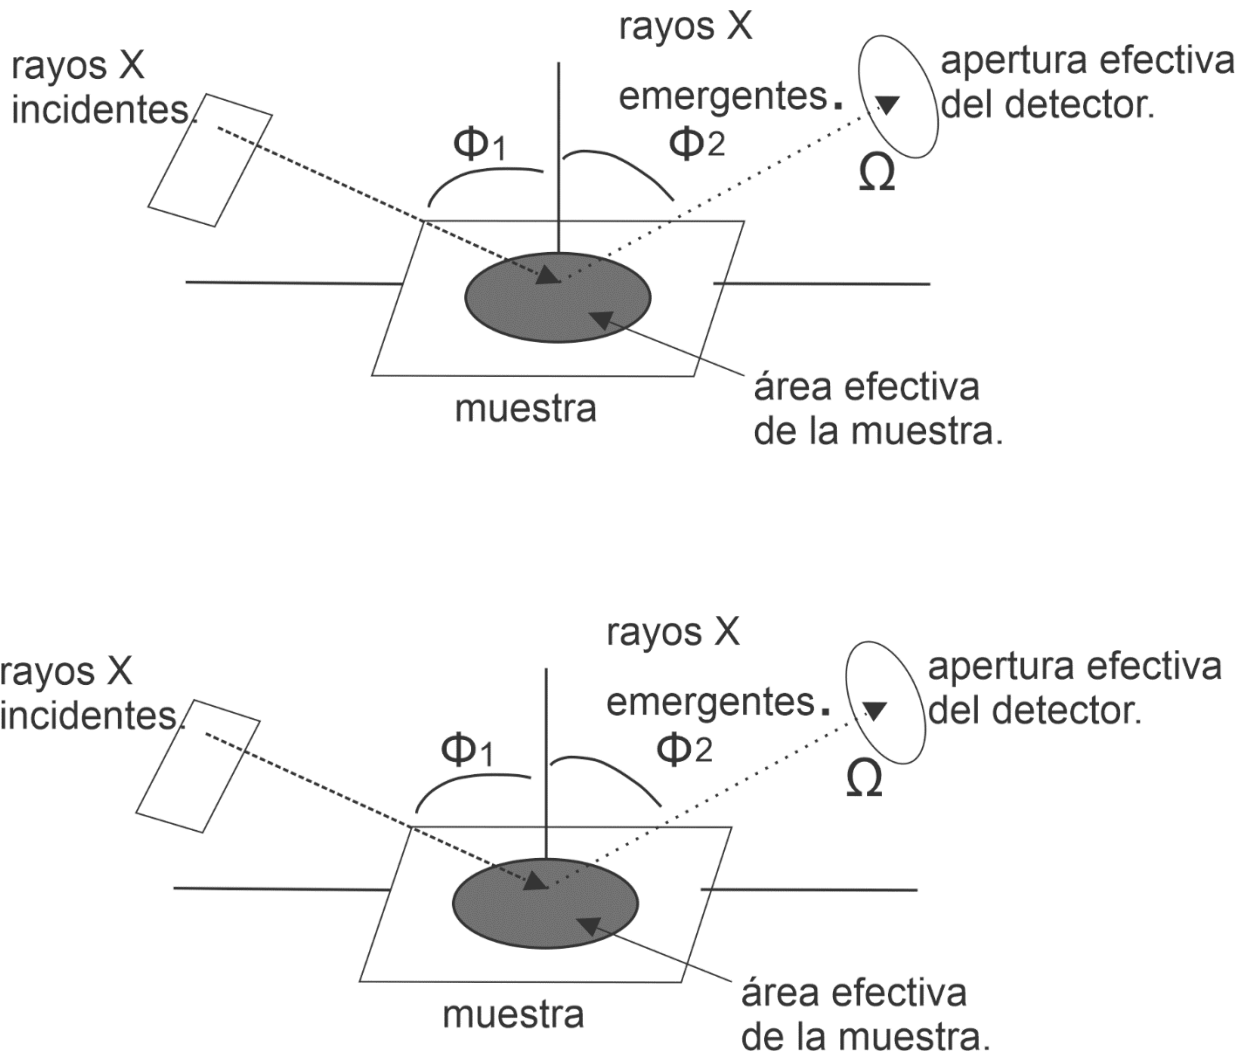 rayos X
incidentes.
rayos X
emergentes.
apertura efectiva
del detector.
Φ1
Φ2
Ω
área efectiva
de la muestra.
muestra
rayos X
incidentes.
rayos X
emergentes.
apertura efectiva
del detector.
Φ1
Φ2
Ω
área efectiva
de la muestra.
muestra